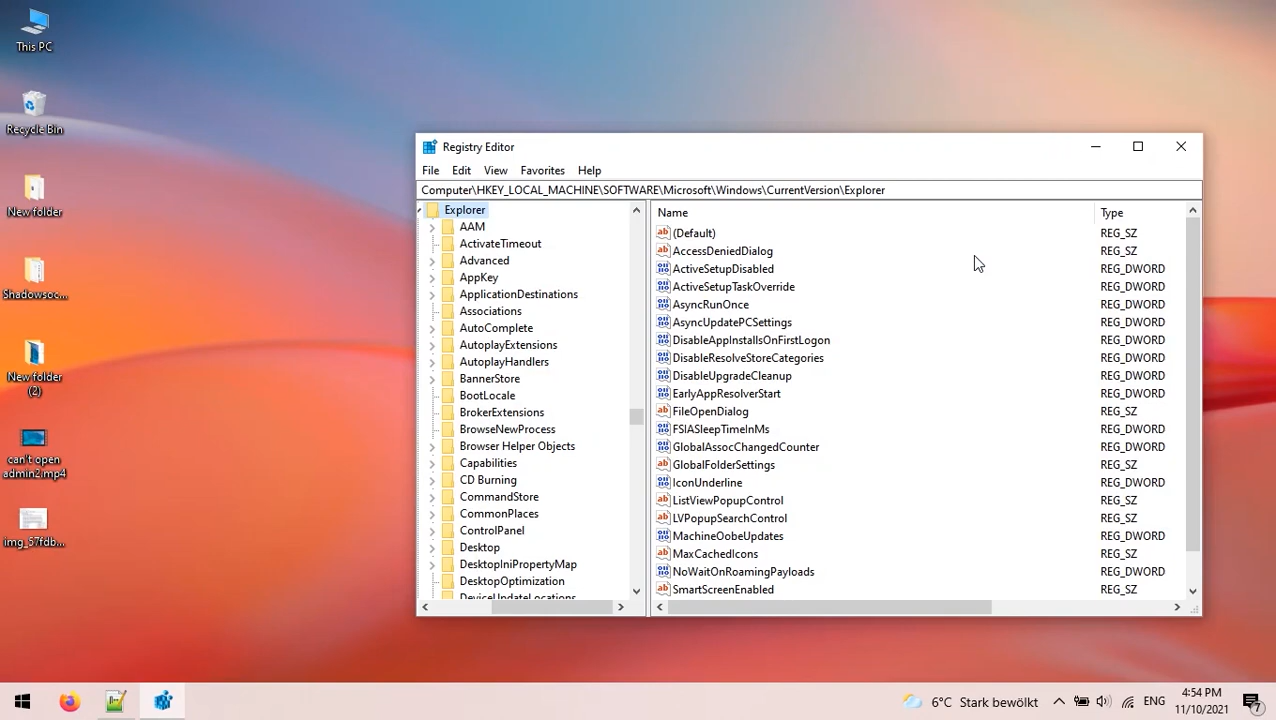 This PC
Recycle Bin
New folder
Shadowsoc...
New folder
(2)
can't open
admin2.mp4
img_57fdb...
Registry Editor
File Edit View Favorites Help
Computer\HKEY_LOCAL_MACHINE\SOFTWARE\Microsoft\Windows\CurrentVersion\Explorer
Explorer
AAM
ActivateTimeout
Advanced
AppKey
ApplicationDestinations
Associations
AutoComplete
AutoplayExtensions
AutoplayHandlers
BannerStore
BootLocale
BrokerExtensions
BrowseNewProcess
Browser Helper Objects
Capabilities
CD Burning
CommandStore
CommonPlaces
ControlPanel
Desktop
DesktopIniPropertyMap
DesktopOptimization
DeviceUpdateLocations
Name Type
(Default) REG_SZ
AccessDeniedDialog REG_SZ
ActiveSetupDisabled REG_DWORD
ActiveSetupTaskOverride REG_DWORD
AsyncRunOnce REG_DWORD
AsyncUpdatePCSettings REG_DWORD
DisableAppInstallsOnFirstLogon REG_DWORD
DisableResolveStoreCategories REG_DWORD
DisableUpgradeCleanup REG_DWORD
EarlyAppResolverStart REG_DWORD
FileOpenDialog REG_SZ
FSIASleepTimeInMs REG_DWORD
GlobalAssocChangedCounter REG_DWORD
GlobalFolderSettings REG_SZ
IconUnderline REG_DWORD
ListViewPopupControl REG_SZ
LVPopupSearchControl REG_SZ
MachineOobeUpdates REG_DWORD
MaxCachedIcons REG_SZ
NoWaitOnRoamingPayloads REG_DWORD
SmartScreenEnabled REG_SZ
6°C Stark bewölkt ENG 4:54 PM
11/10/2021
7